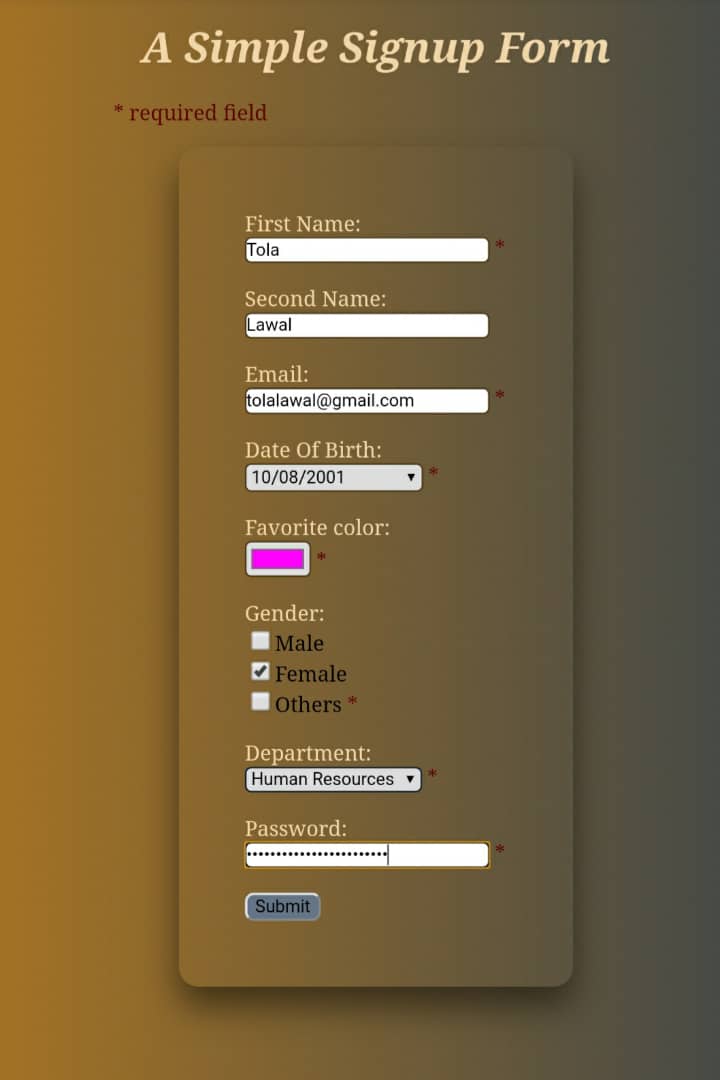 A Simple Signup Form
* required field
First Name:
Tola *
Second Name:
Lawal
Email:
tolalawal@gmail.com *
Date Of Birth:
10/08/2001 *
Favorite color:
*
Gender:
Male
Female
Others *
Department:
Human Resources *
Password:
•••••••••••••••••••••••• *
Submit